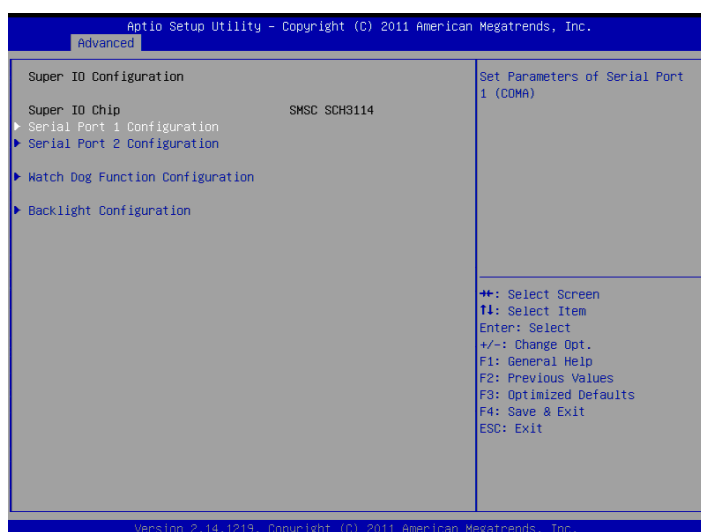 Aptio Setup Utility – Copyright (C) 2011 American Megatrends, Inc.
Advanced
Super IO Configuration
Super IO Chip SMSC SCH3114
Serial Port 1 Configuration
Serial Port 2 Configuration
Watch Dog Function Configuration
Backlight Configuration
Set Parameters of Serial Port
1 (COMA)
→←: Select Screen
↑↓: Select Item
Enter: Select
+/-: Change Opt.
F1: General Help
F2: Previous Values
F3: Optimized Defaults
F4: Save & Exit
ESC: Exit
Version 2.14.1219. Copyright (C) 2011 American Megatrends, Inc.